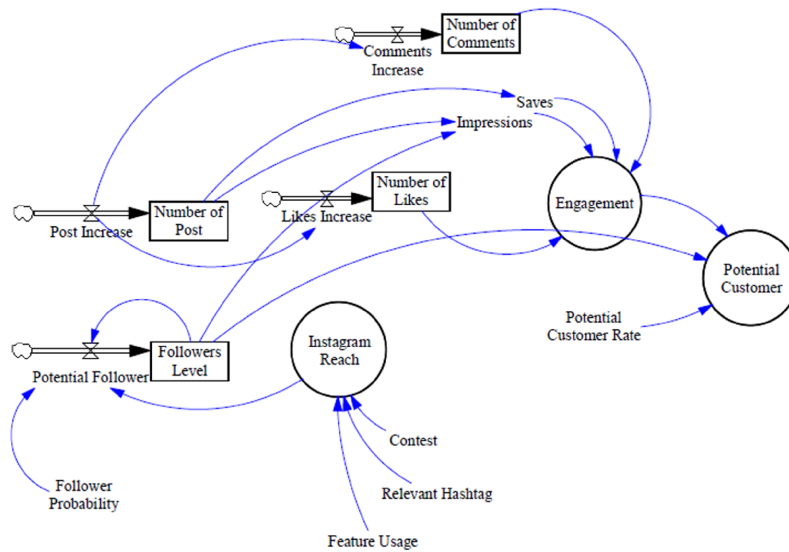 Number of
Comments
Comments
Increase
Saves
Impressions
Number of
Likes
Likes Increase
Number of
Post
Post Increase
Engagement
Potential
Customer
Potential
Customer Rate
Instagram
Reach
Followers
Level
Potential Follower
Contest
Follower
Probability
Relevant Hashtag
Feature Usage